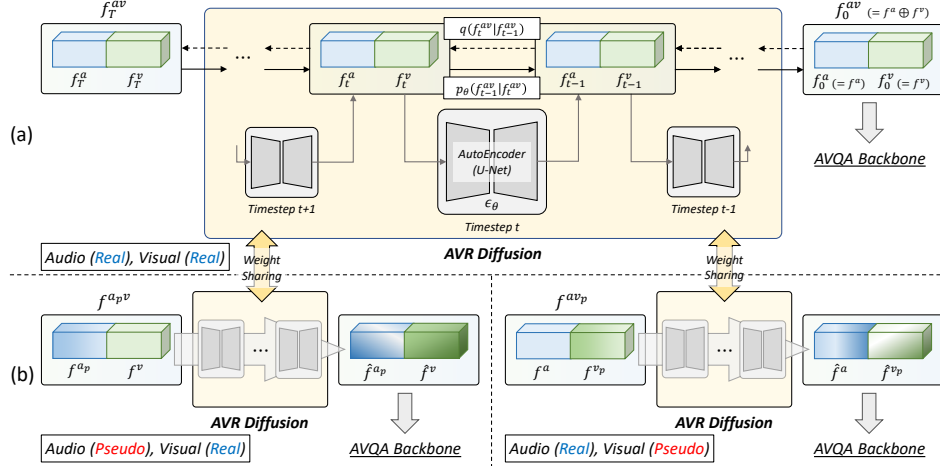 f_T^{av}
f_0^{av} (= f^a ⊕ f^v)
q(f_t^{av}|f_{t-1}^{av})
... ...
f_T^a f_T^v
f_t^a f_t^v
f_{t-1}^a f_{t-1}^v
f_0^a (= f^a) f_0^v (= f^v)
p_θ(f_{t-1}^{av}|f_t^{av})
(a)
AutoEncoder
(U-Net)
ϵ_θ
AVQA Backbone
Timestep t+1
Timestep t
Timestep t-1
Audio (Real), Visual (Real)
AVR Diffusion
Weight
Sharing
Weight
Sharing
(b)
f^{a_p v}
f^{a_p} f^v
...
f̂^{a_p} f̂^v
AVR Diffusion
Audio (Pseudo), Visual (Real)
AVQA Backbone
f^{a v_p}
f^a f^{v_p}
...
f̂^a f̂^{v_p}
AVR Diffusion
Audio (Real), Visual (Pseudo)
AVQA Backbone